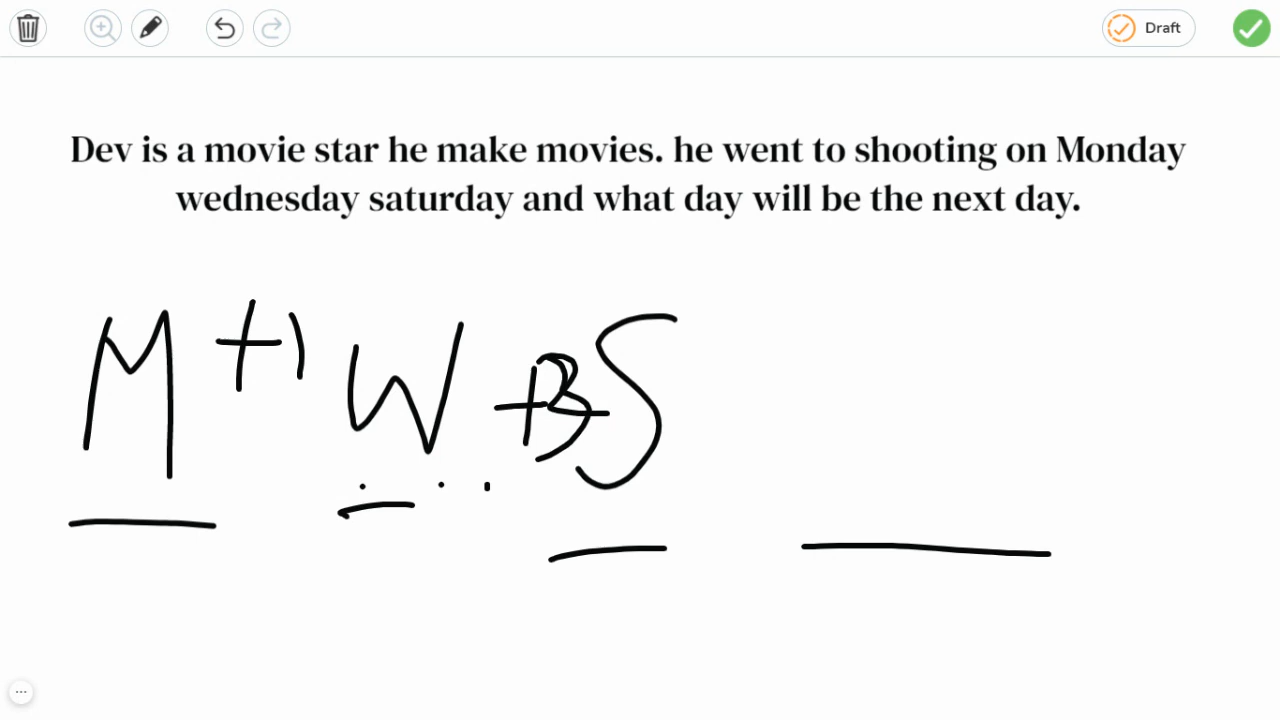 Draft
Dev is a movie star he make movies. he went to shooting on Monday
wednesday saturday and what day will be the next day.
M +1 W +3 S